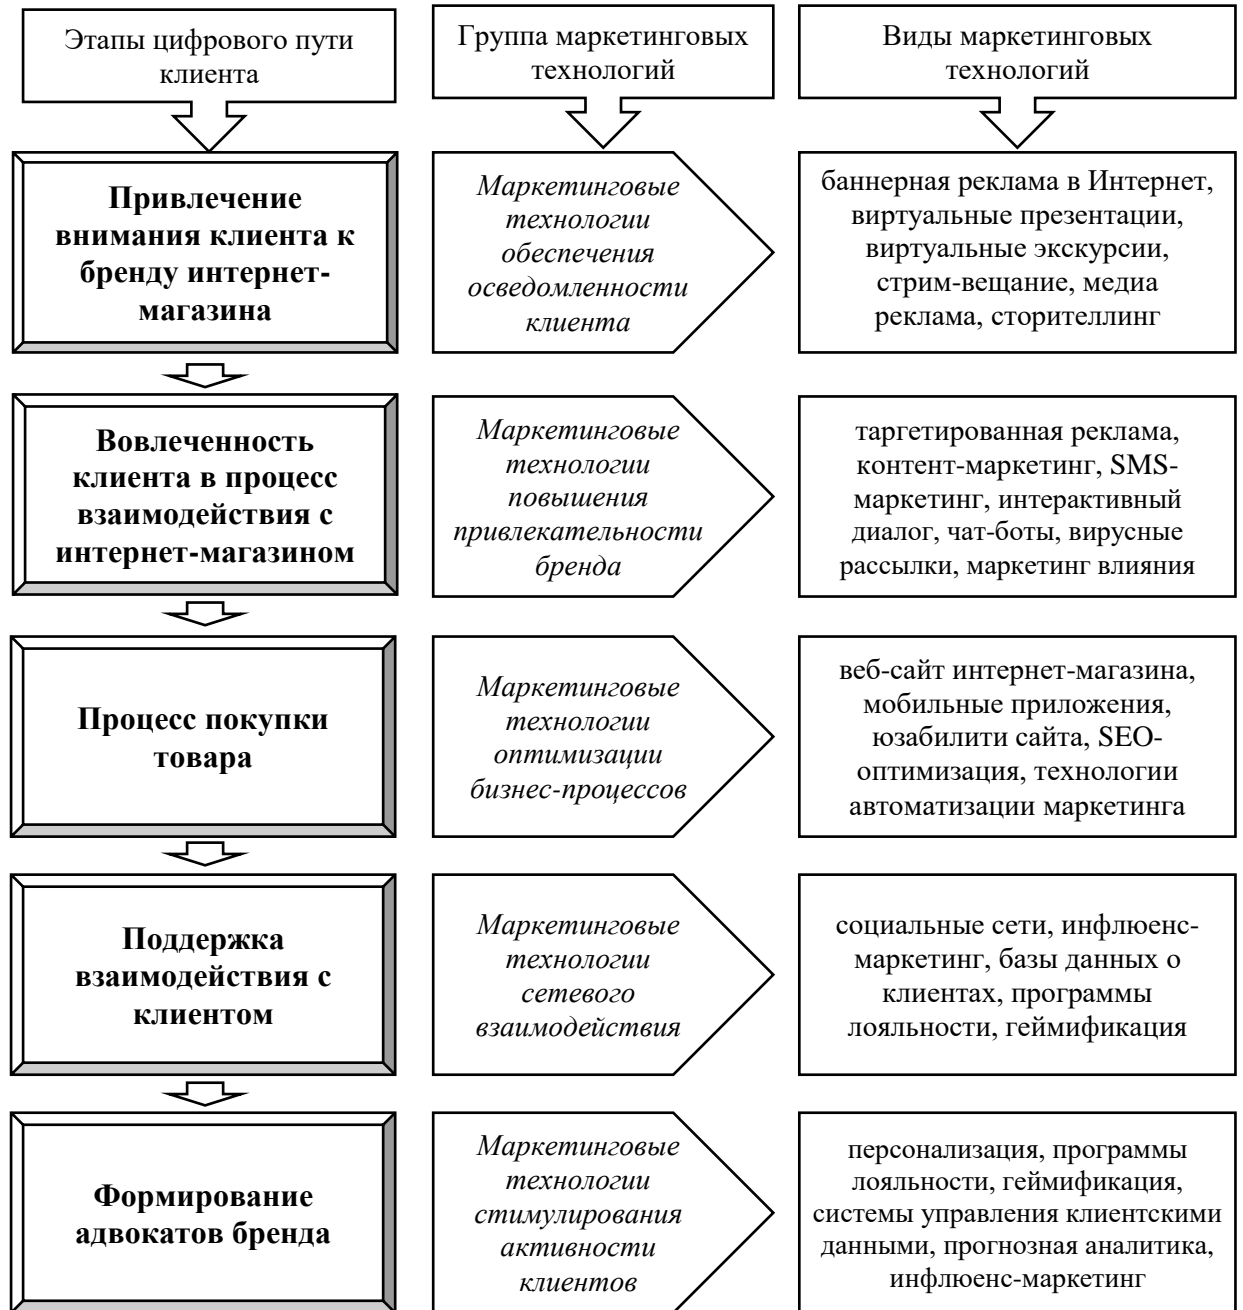 Этапы цифрового пути
клиента
Группа маркетинговых
технологий
Виды маркетинговых
технологий
Привлечение
внимания клиента к
бренду интернет-
магазина
Маркетинговые
технологии
обеспечения
осведомленности
клиента
баннерная реклама в Интернет,
виртуальные презентации,
виртуальные экскурсии,
стрим-вещание, медиа
реклама, сторителлинг
Вовлеченность
клиента в процесс
взаимодействия с
интернет-магазином
Маркетинговые
технологии
повышения
привлекательности
бренда
таргетированная реклама,
контент-маркетинг, SMS-
маркетинг, интерактивный
диалог, чат-боты, вирусные
рассылки, маркетинг влияния
Процесс покупки
товара
Маркетинговые
технологии
оптимизации
бизнес-процессов
веб-сайт интернет-магазина,
мобильные приложения,
юзабилити сайта, SEO-
оптимизация, технологии
автоматизации маркетинга
Поддержка
взаимодействия с
клиентом
Маркетинговые
технологии
сетевого
взаимодействия
социальные сети, инфлюенс-
маркетинг, базы данных о
клиентах, программы
лояльности, геймификация
Формирование
адвокатов бренда
Маркетинговые
технологии
стимулирования
активности
клиентов
персонализация, программы
лояльности, геймификация,
системы управления клиентскими
данными, прогнозная аналитика,
инфлюенс-маркетинг